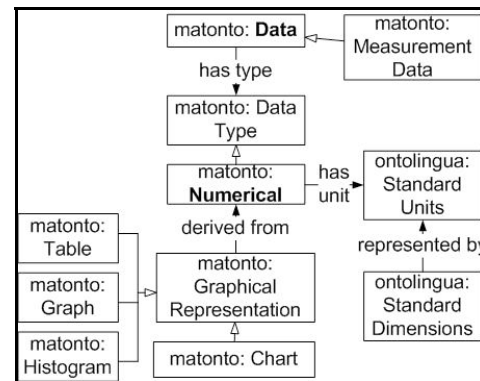 matonto: Data
matonto:
Measurement
Data
has type
matonto: Data
Type
matonto:
Numerical
has
unit
ontolingua:
Standard
Units
matonto:
Table
derived from
represented by
matonto:
Graph
matonto:
Graphical
Representation
ontolingua:
Standard
Dimensions
matonto:
Histogram
matonto: Chart